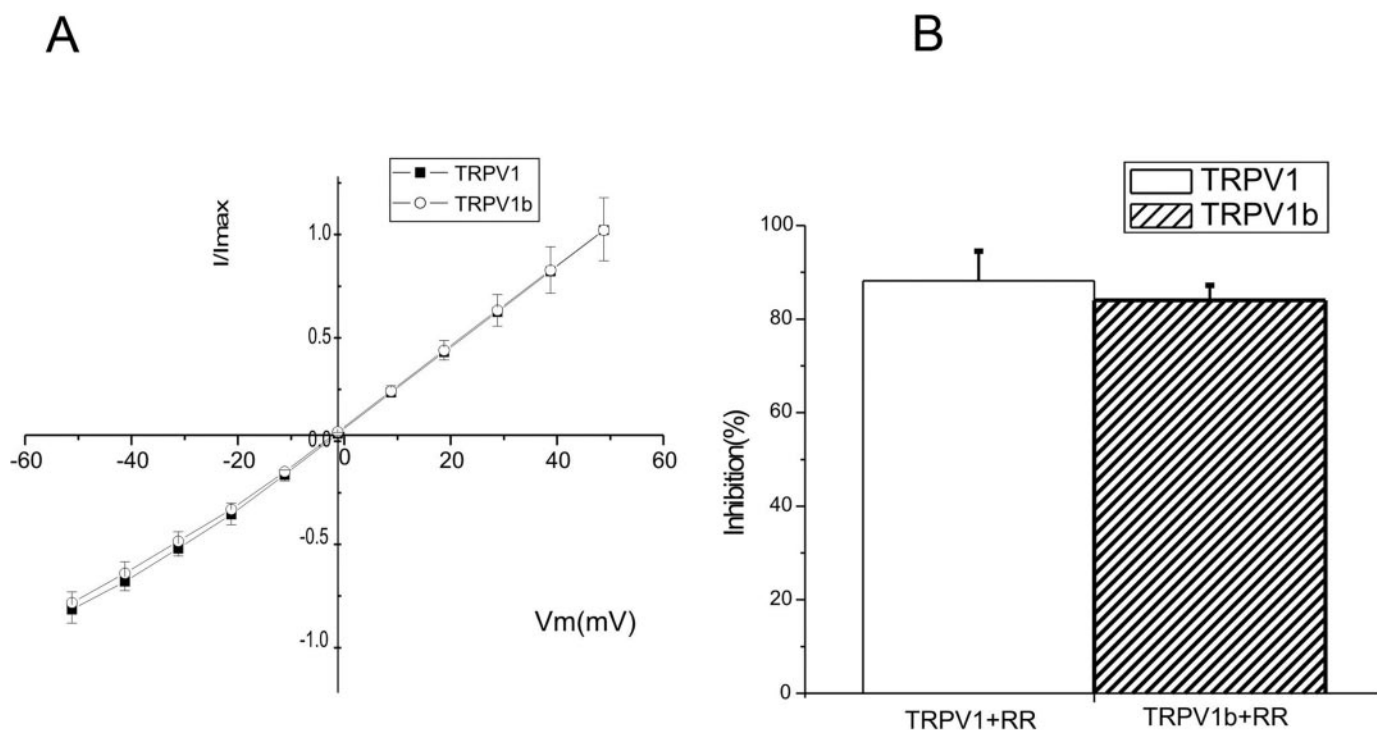 A
B
TRPV1
TRPV1b
I/Imax
1.0
0.5
0.0
-0.5
-1.0
-60
-40
-20
0
20
40
60
Vm(mV)
TRPV1
TRPV1b
100
80
60
40
20
0
Inhibition(%)
TRPV1+RR
TRPV1b+RR